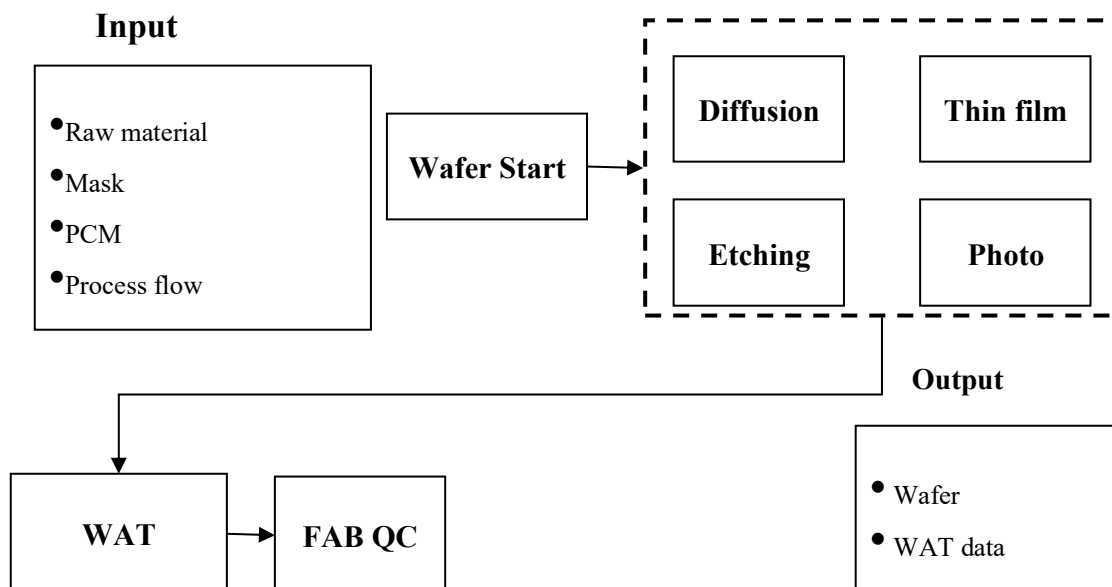 Input
●Raw material
●Mask
●PCM
●Process flow
Wafer Start
Diffusion
Thin film
Etching
Photo
Output
● Wafer
● WAT data
WAT
FAB QC